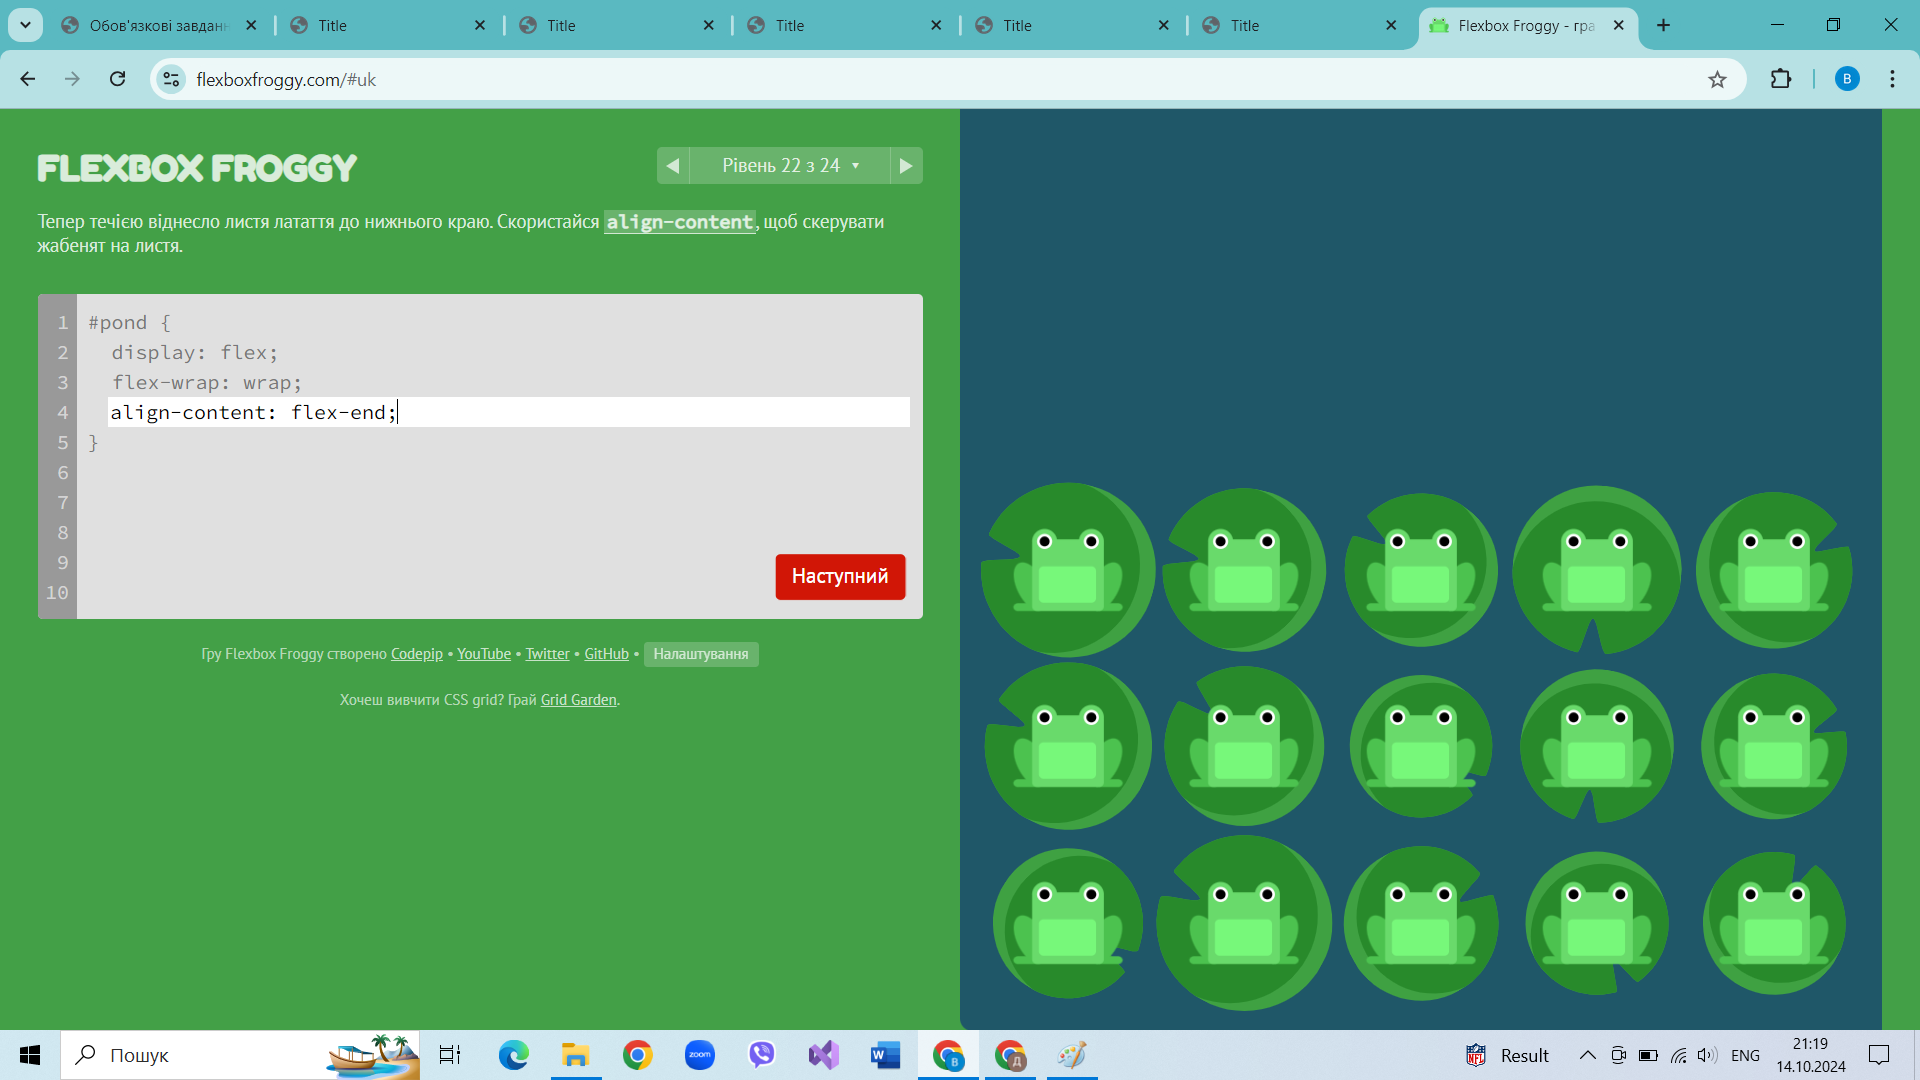 Обов'язкові завдан
Title
Title
Title
Title
Title
Flexbox Froggy - гра
flexboxfroggy.com/#uk
B
FLEXBOX FROGGY
Рівень 22 з 24
Тепер течією віднесло листя латаття до нижнього краю. Скористайся align-content, щоб скерувати
жабенят на листя.
1 #pond {
2 display: flex;
3 flex-wrap: wrap;
4 align-content: flex-end;
5 }
6
7
8
9
10
Наступний
Гру Flexbox Froggy створено Codepip • YouTube • Twitter • GitHub • Налаштування
Хочеш вивчити CSS grid? Грай Grid Garden.
Пошук
zoom
W
B
Д
NFL
Result
ENG
21:19
14.10.2024